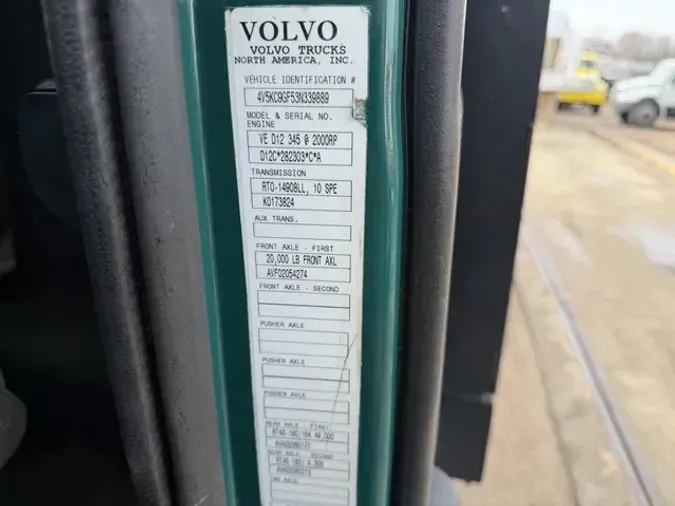 VOLVO
VOLVO TRUCKS
NORTH AMERICA, INC.
VEHICLE IDENTIFICATION #
4V5KC9GF53N339889
MODEL & SERIAL NO.
ENGINE
VE D12 345 @ 2000RP
D12C*282303*C*A
TRANSMISSION
RTO-14908LL, 10 SPE
K0173824
AUX TRANS.
FRONT AXLE - FIRST
20,000 LB FRONT AXL
AVF02054274
FRONT AXLE - SECOND
PUSHER AXLE
PUSHER AXLE
PUSHER AXLE
REAR AXLE - FIRST
REAR AXLE - SECOND